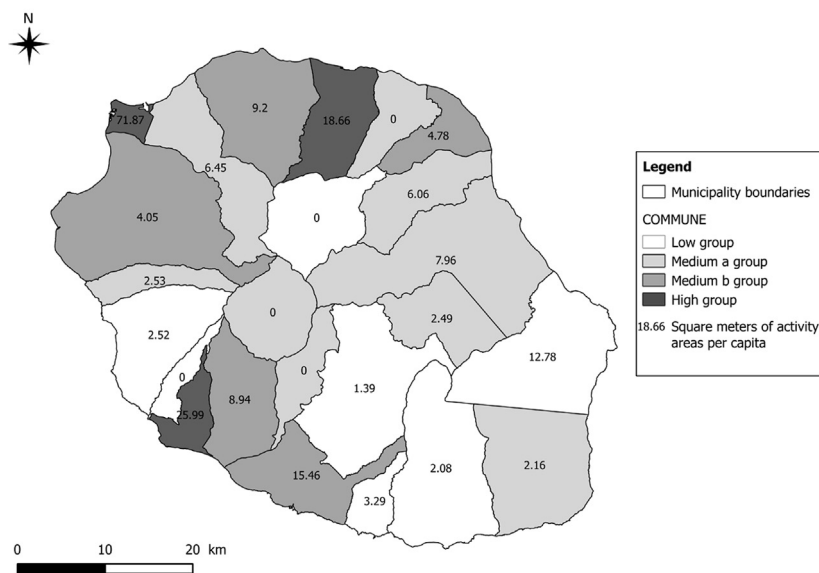 N
71.87
9.2
18.66
0
4.78
6.45
6.06
4.05
0
7.96
2.53
0
2.49
2.52
12.78
0
0
1.39
25.99
8.94
15.46
2.08
2.16
3.29
0 10 20 km
Legend
Municipality boundaries
COMMUNE
Low group
Medium a group
Medium b group
High group
18.66 Square meters of activity
areas per capita